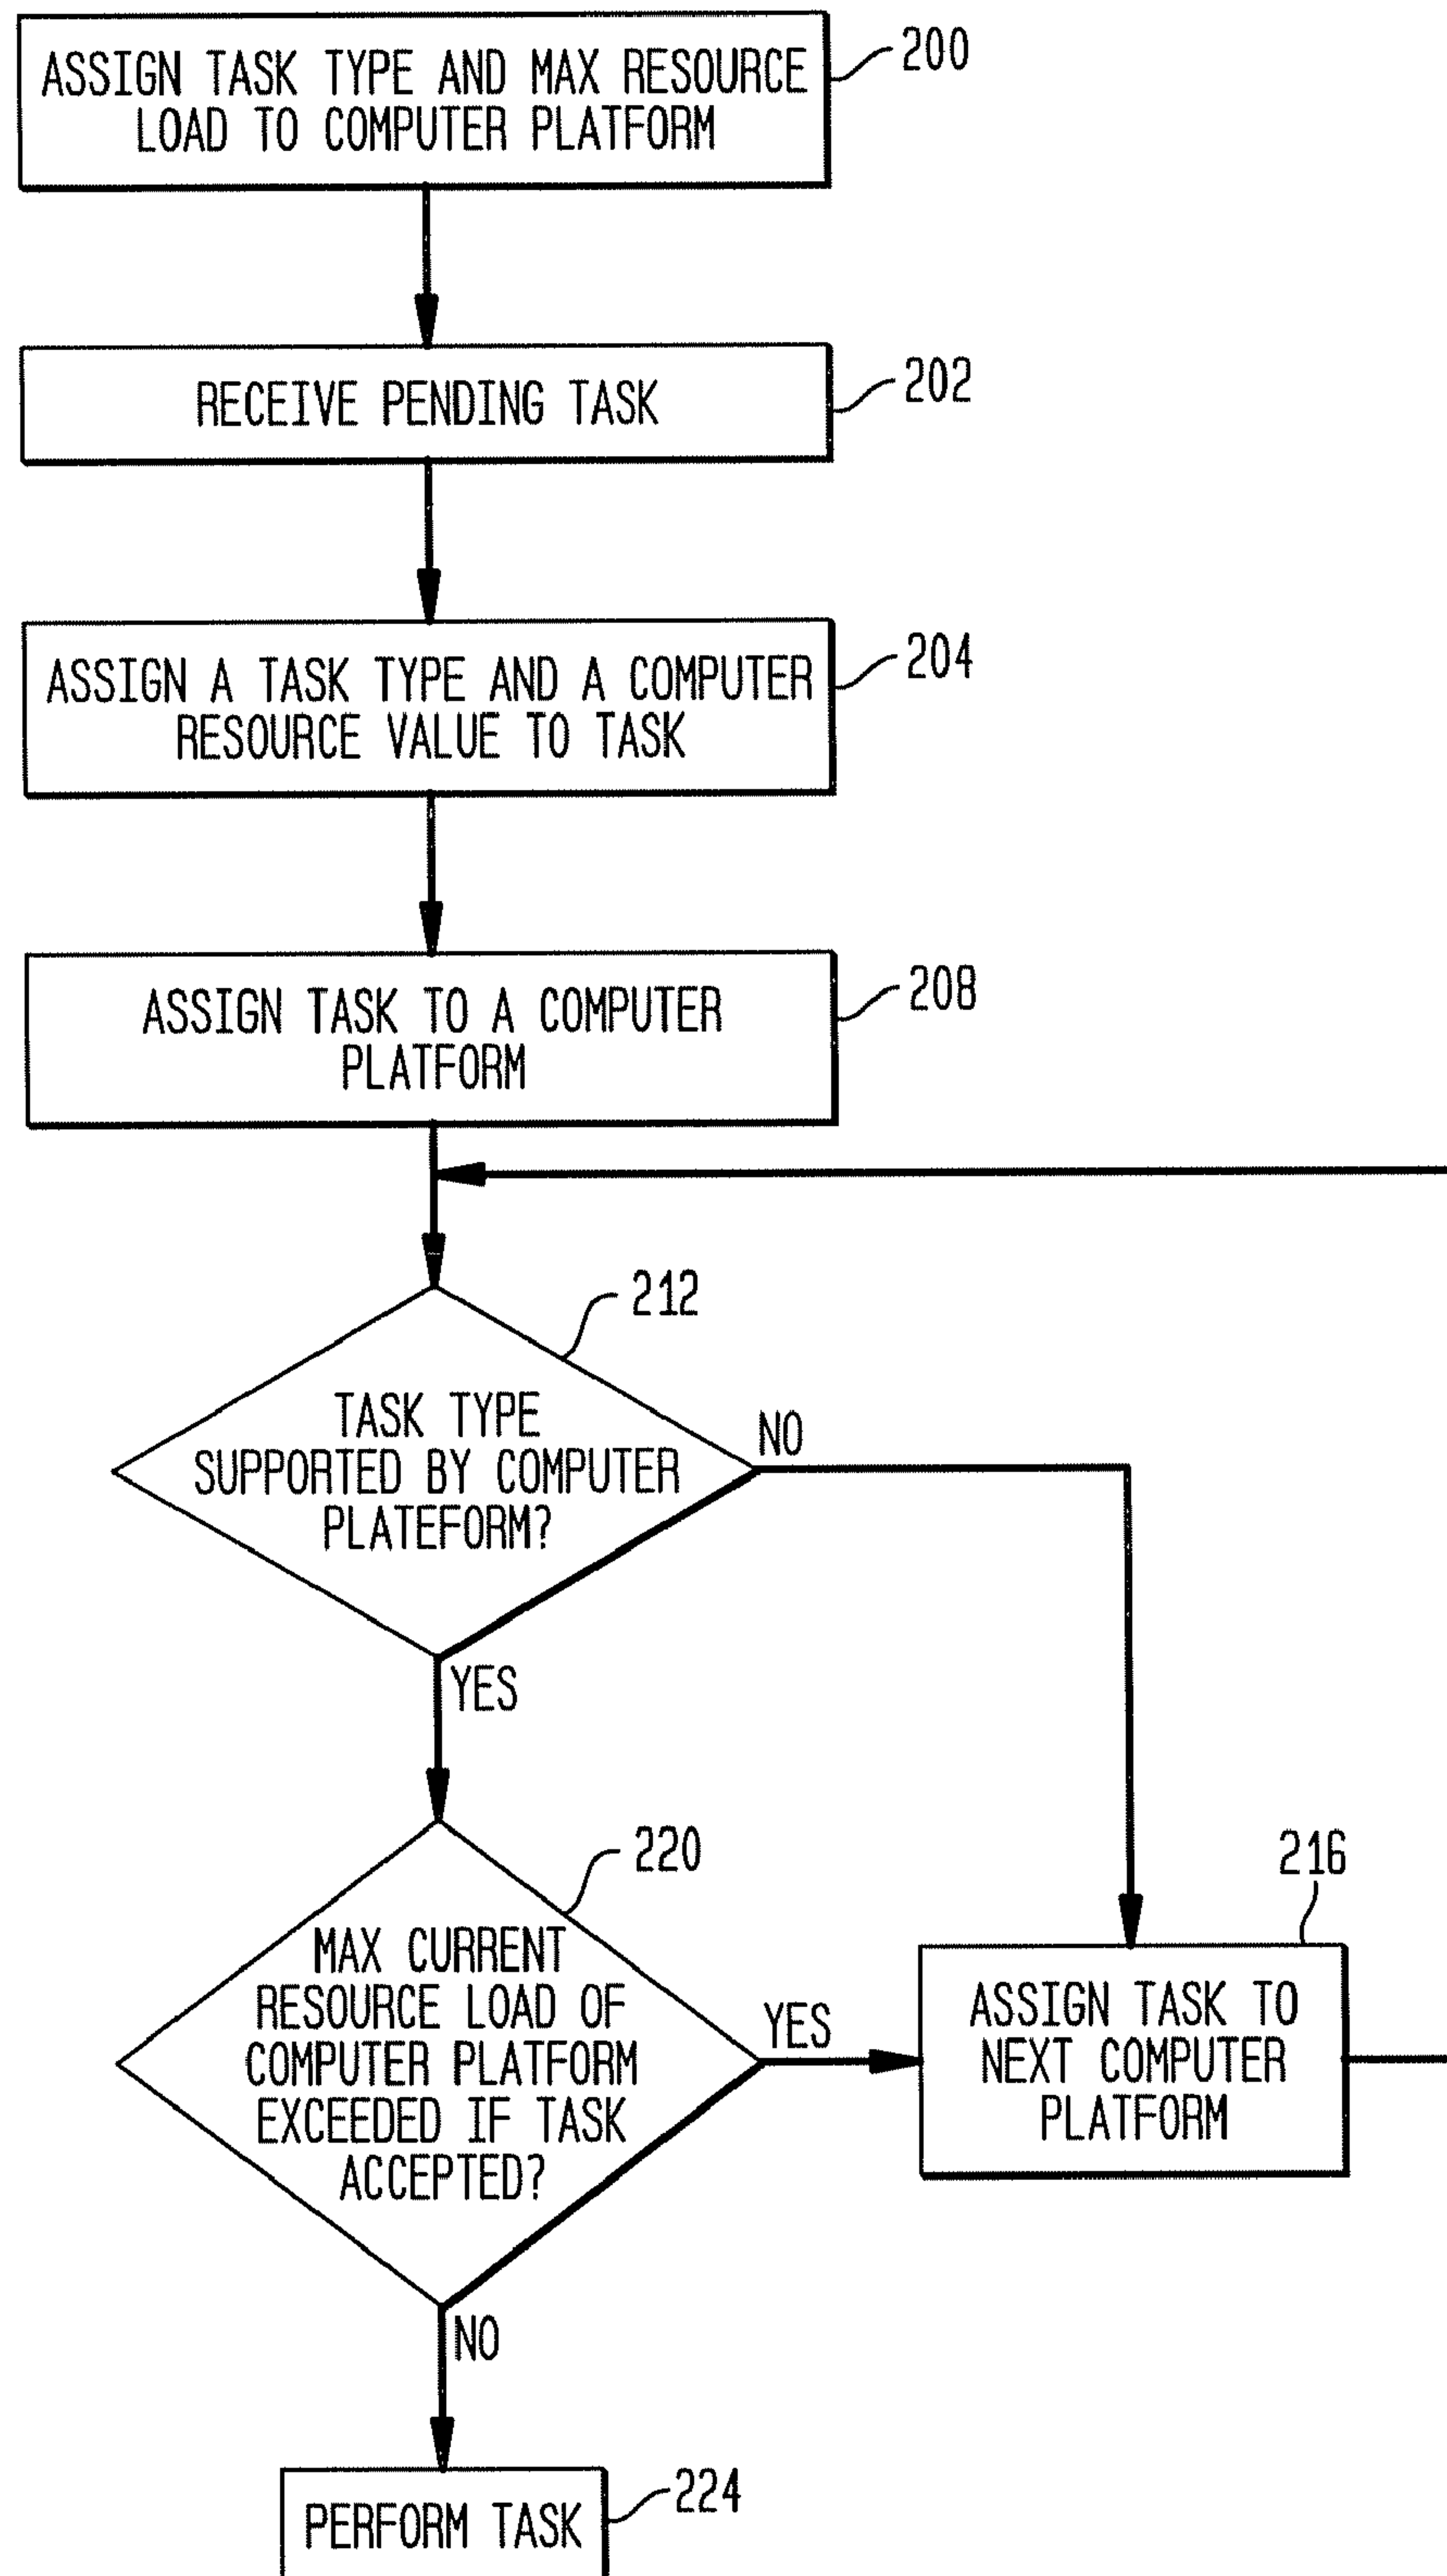 ASSIGN TASK TYPE AND MAX RESOURCE
LOAD TO COMPUTER PLATFORM
200
RECEIVE PENDING TASK
202
ASSIGN A TASK TYPE AND A COMPUTER
RESOURCE VALUE TO TASK
204
ASSIGN TASK TO A COMPUTER
PLATFORM
208
212
TASK TYPE
SUPPORTED BY COMPUTER
PLATEFORM?
NO
YES
220
MAX CURRENT
RESOURCE LOAD OF
COMPUTER PLATFORM
EXCEEDED IF TASK
ACCEPTED?
YES
216
ASSIGN TASK TO
NEXT COMPUTER
PLATFORM
NO
PERFORM TASK
224